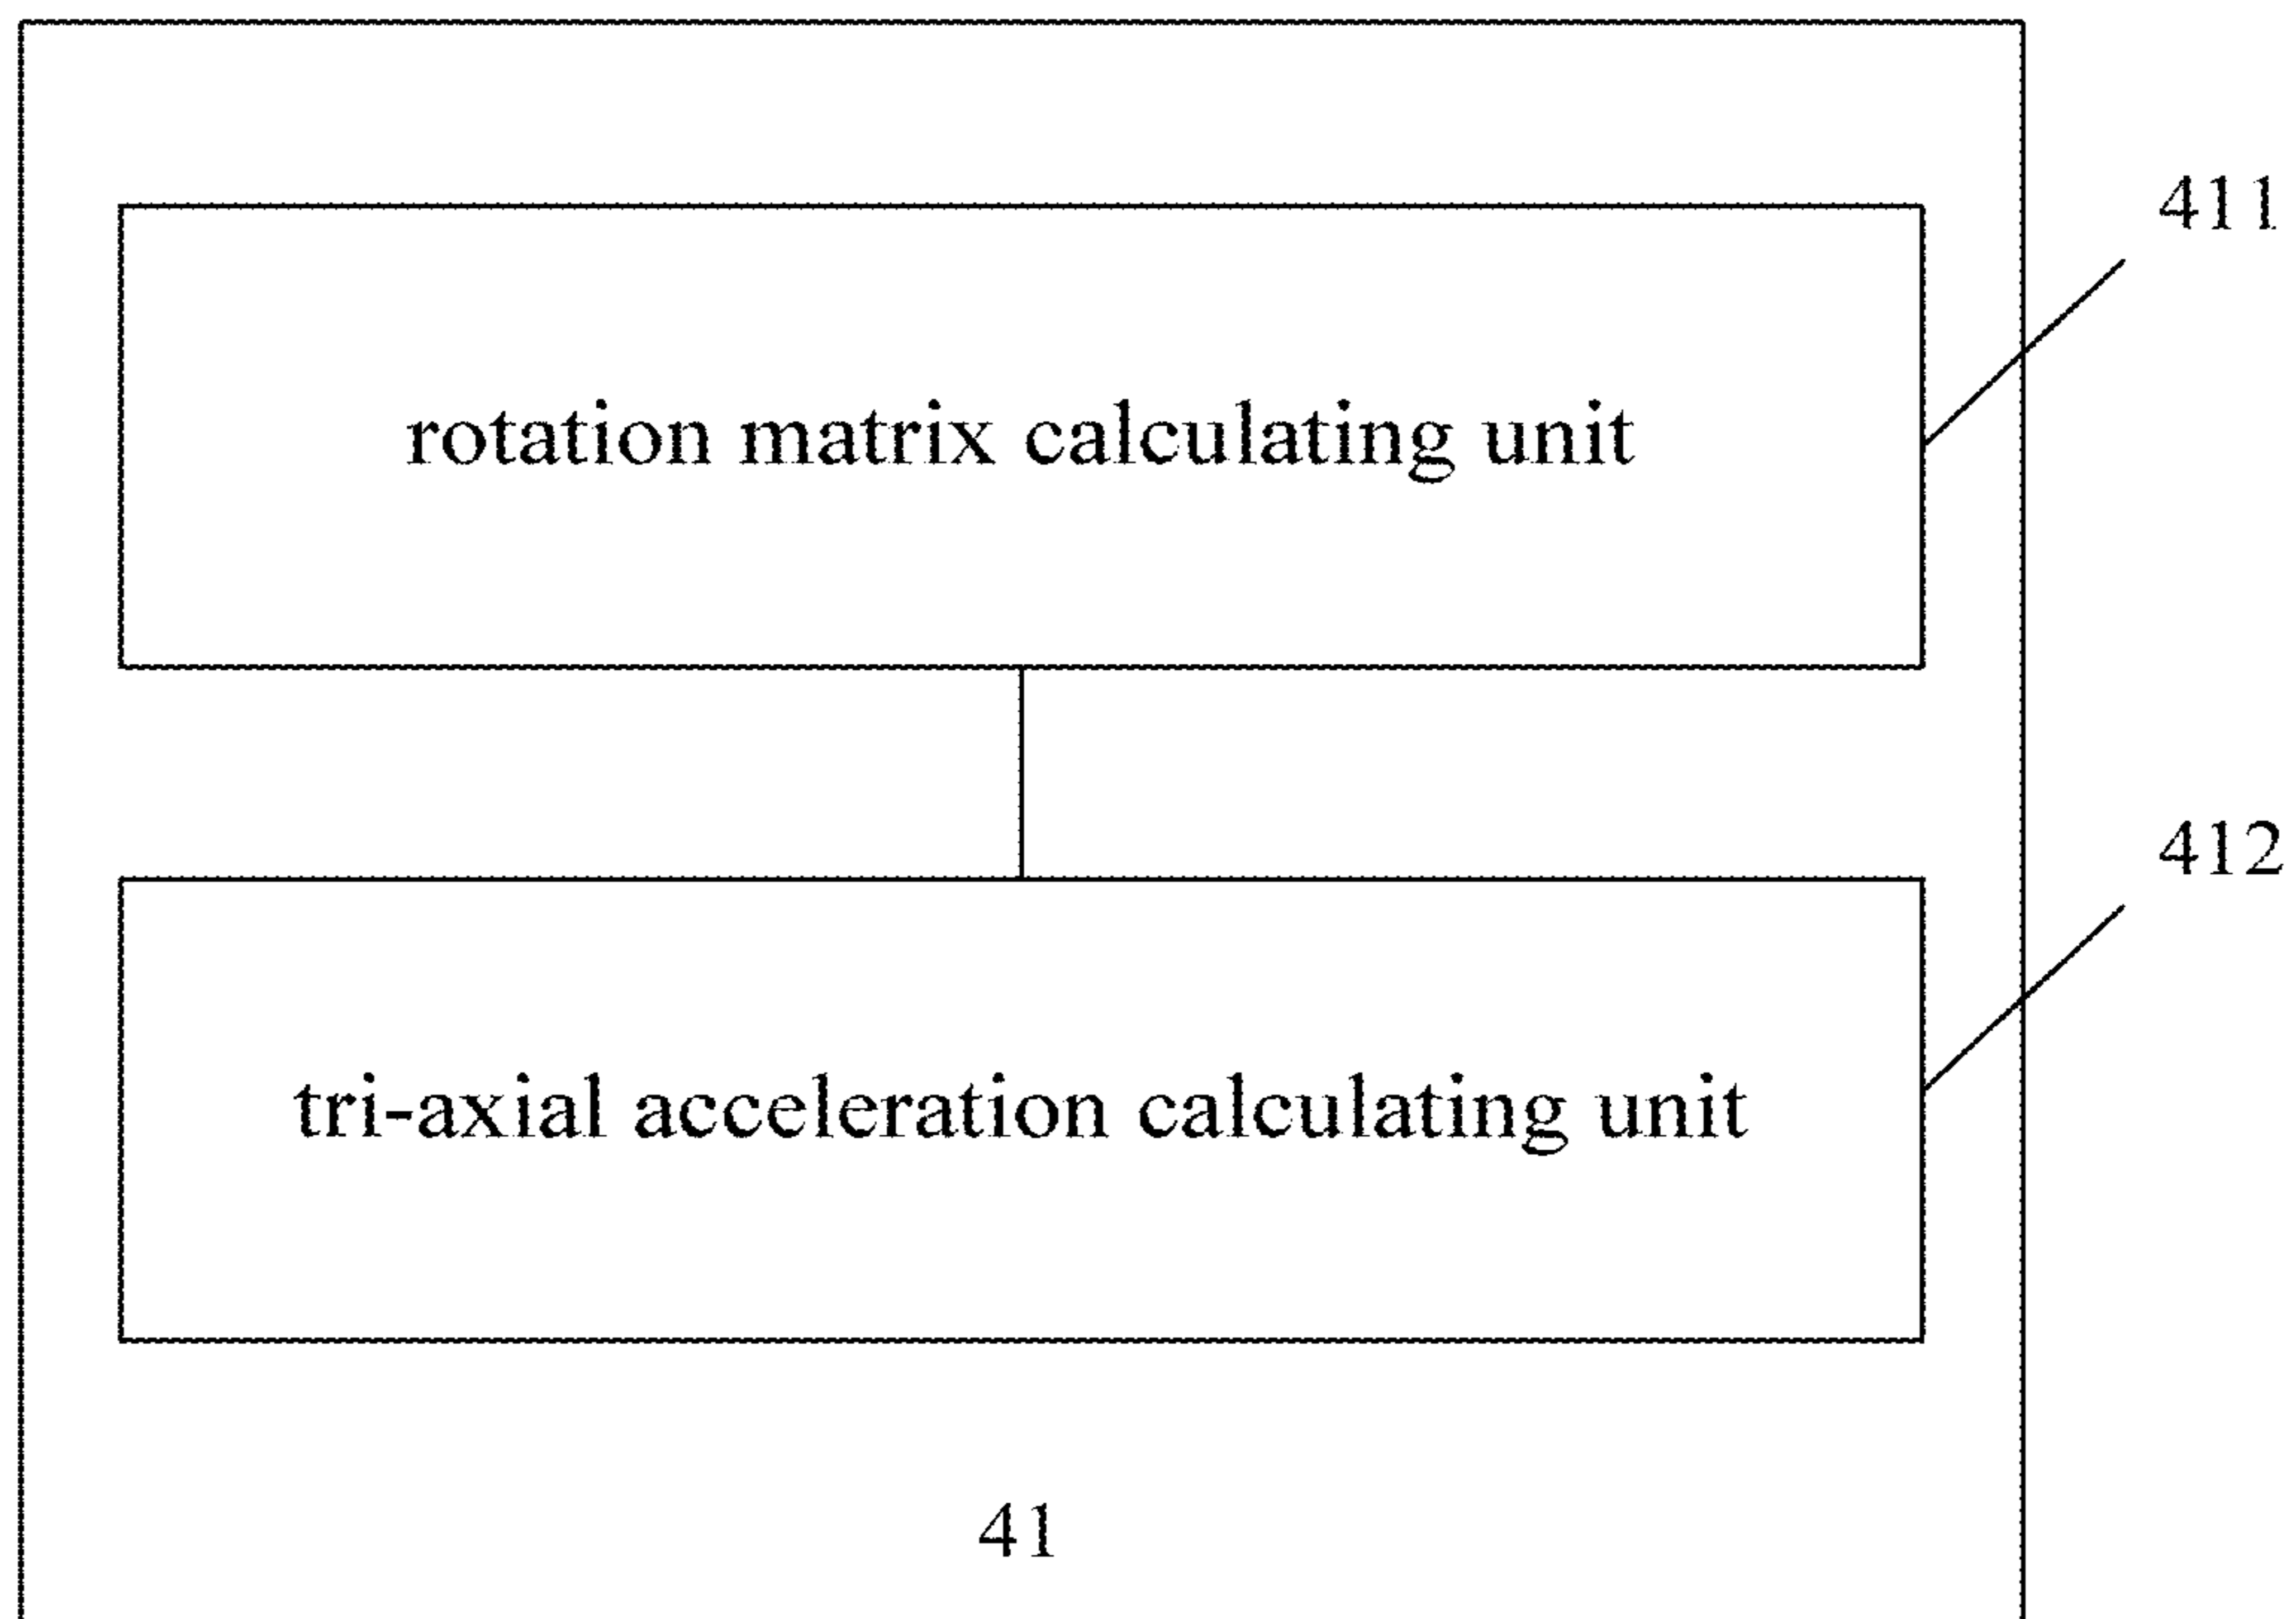 411
rotation matrix calculating unit
412
tri-axial acceleration calculating unit
41